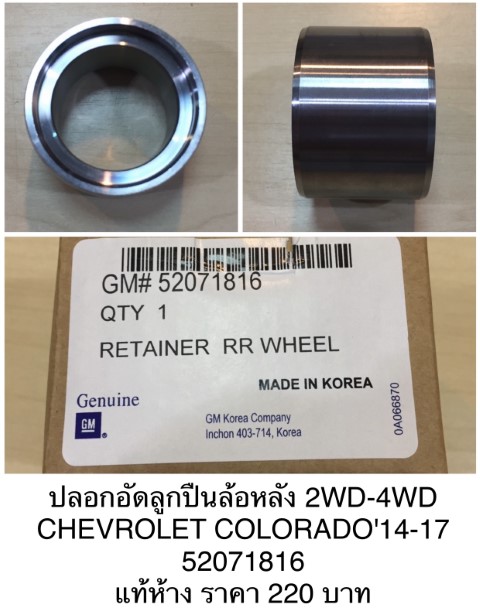 GM# 52071816
QTY 1
RETAINER RR WHEEL
MADE IN KOREA
Genuine
GM
GM Korea Company
Inchon 403-714, Korea
0A066870
ปลอกอัดลูกปืนล้อหลัง 2WD-4WD
CHEVROLET COLORADO'14-17
52071816
แท้ห้าง ราคา 220 บาท